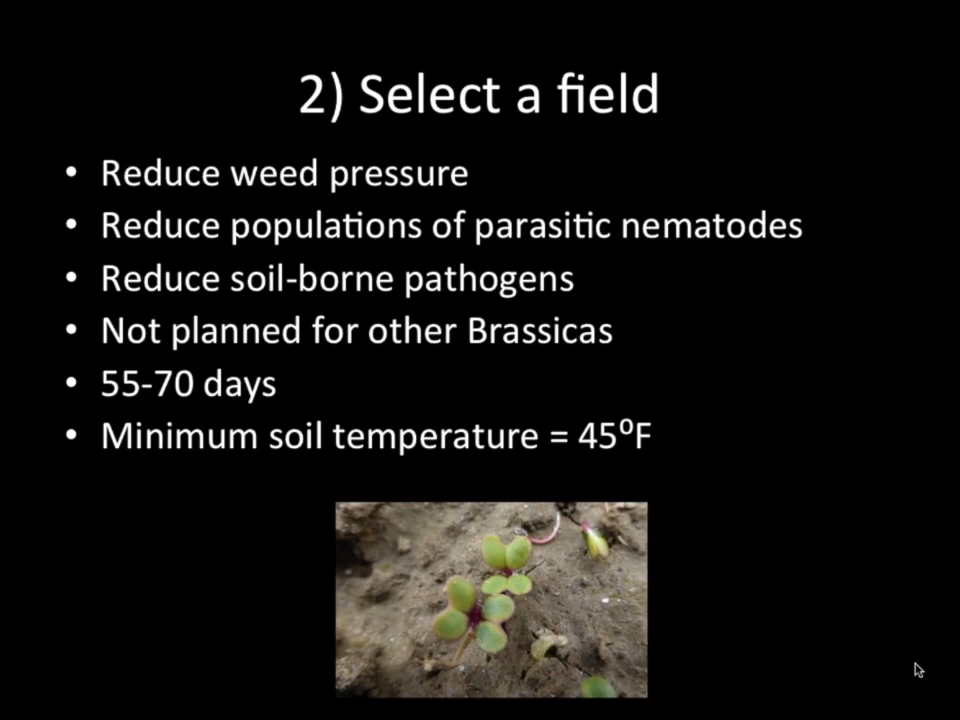 2) Select a field
• Reduce weed pressure
• Reduce populations of parasitic nematodes
• Reduce soil-borne pathogens
• Not planned for other Brassicas
• 55-70 days
• Minimum soil temperature = 45⁰F